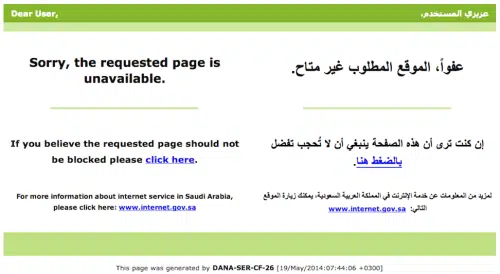 Dear User,
عزيزي المستخدم،
Sorry, the requested page is
unavailable.
عفواً، الموقع المطلوب غير متاح.
If you believe the requested page should not
be blocked please click here.
إن كنت ترى أن هذه الصفحة ينبغي أن لا تُحجب تفضل
بالضغط هنا.
For more information about internet service in Saudi Arabia,
please click here: www.internet.gov.sa
لمزيد من المعلومات عن خدمة الإنترنت في المملكة العربية السعودية، يمكنك زيارة الموقع
التالي: www.internet.gov.sa
This page was generated by DANA-SER-CF-26 [19/May/2014:07:44:06 +0300]